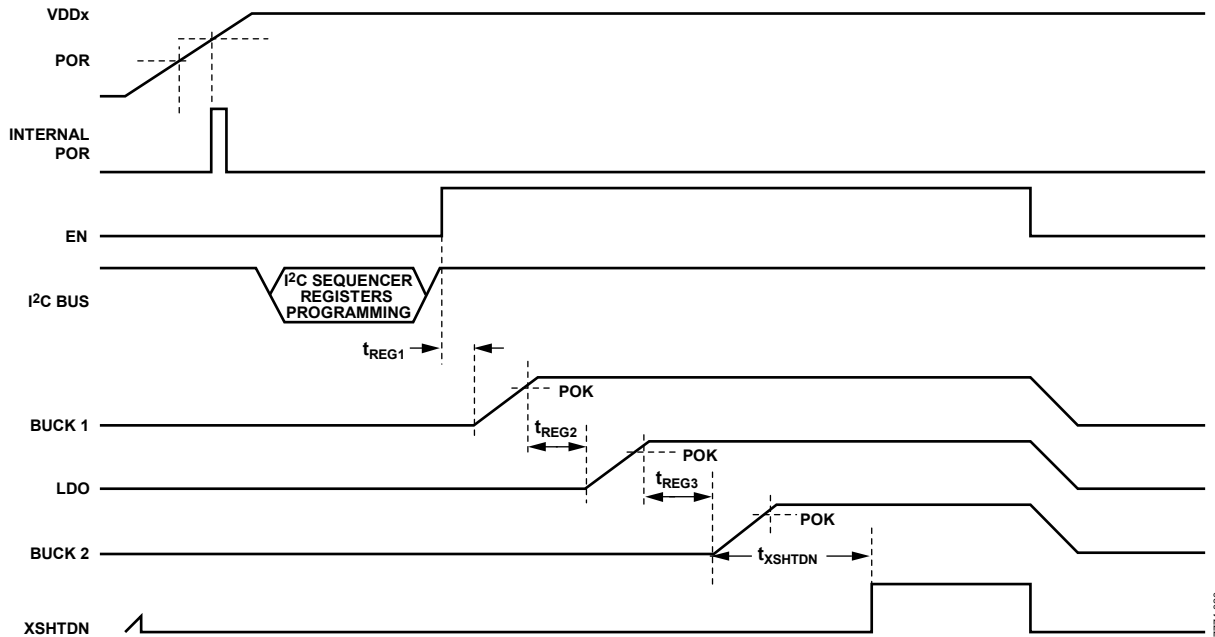 VDDx
POR
INTERNAL
POR
EN
I²C BUS
I²C SEQUENCER
REGISTERS
PROGRAMMING
tREG1
POK
BUCK 1
tREG2
POK
LDO
tREG3
POK
BUCK 2
tXSHTDN
XSHTDN